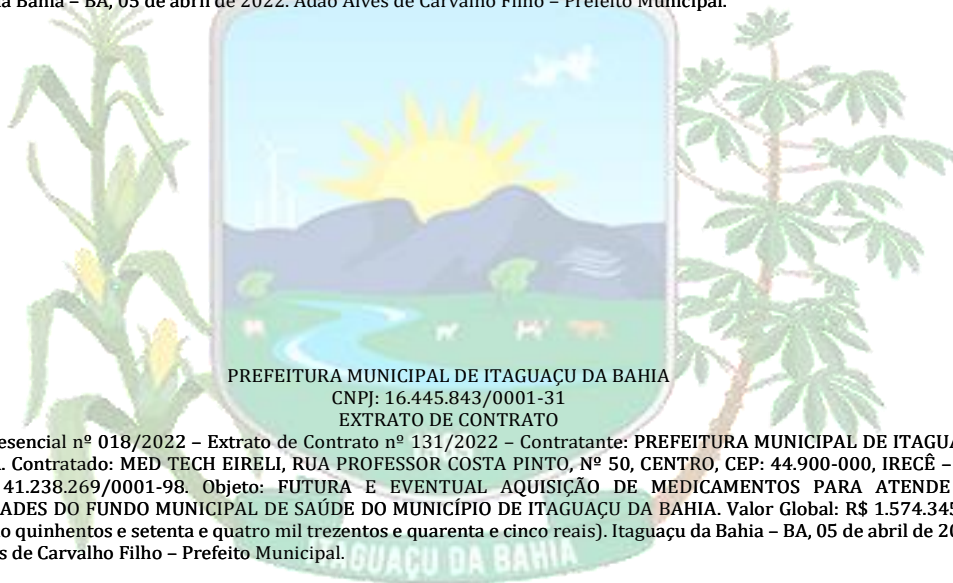 da Bahia – BA, 05 de abril de 2022. Adão Alves de Carvalho Filho – Prefeito Municipal.
PREFEITURA MUNICIPAL DE ITAGUAÇU DA BAHIA
CNPJ: 16.445.843/0001-31
EXTRATO DE CONTRATO
esencial nº 018/2022 – Extrato de Contrato nº 131/2022 – Contratante: PREFEITURA MUNICIPAL DE ITAGUA
. Contratado: MED TECH EIRELI, RUA PROFESSOR COSTA PINTO, Nº 50, CENTRO, CEP: 44.900-000, IRECÊ –
41.238.269/0001-98. Objeto: FUTURA E EVENTUAL AQUISIÇÃO DE MEDICAMENTOS PARA ATENDE
ADES DO FUNDO MUNICIPAL DE SAÚDE DO MUNICÍPIO DE ITAGUAÇU DA BAHIA. Valor Global: R$ 1.574.345
o quinhentos e setenta e quatro mil trezentos e quarenta e cinco reais). Itaguaçu da Bahia – BA, 05 de abril de 20
s de Carvalho Filho – Prefeito Municipal.
ITAGUAÇU DA BAHIA